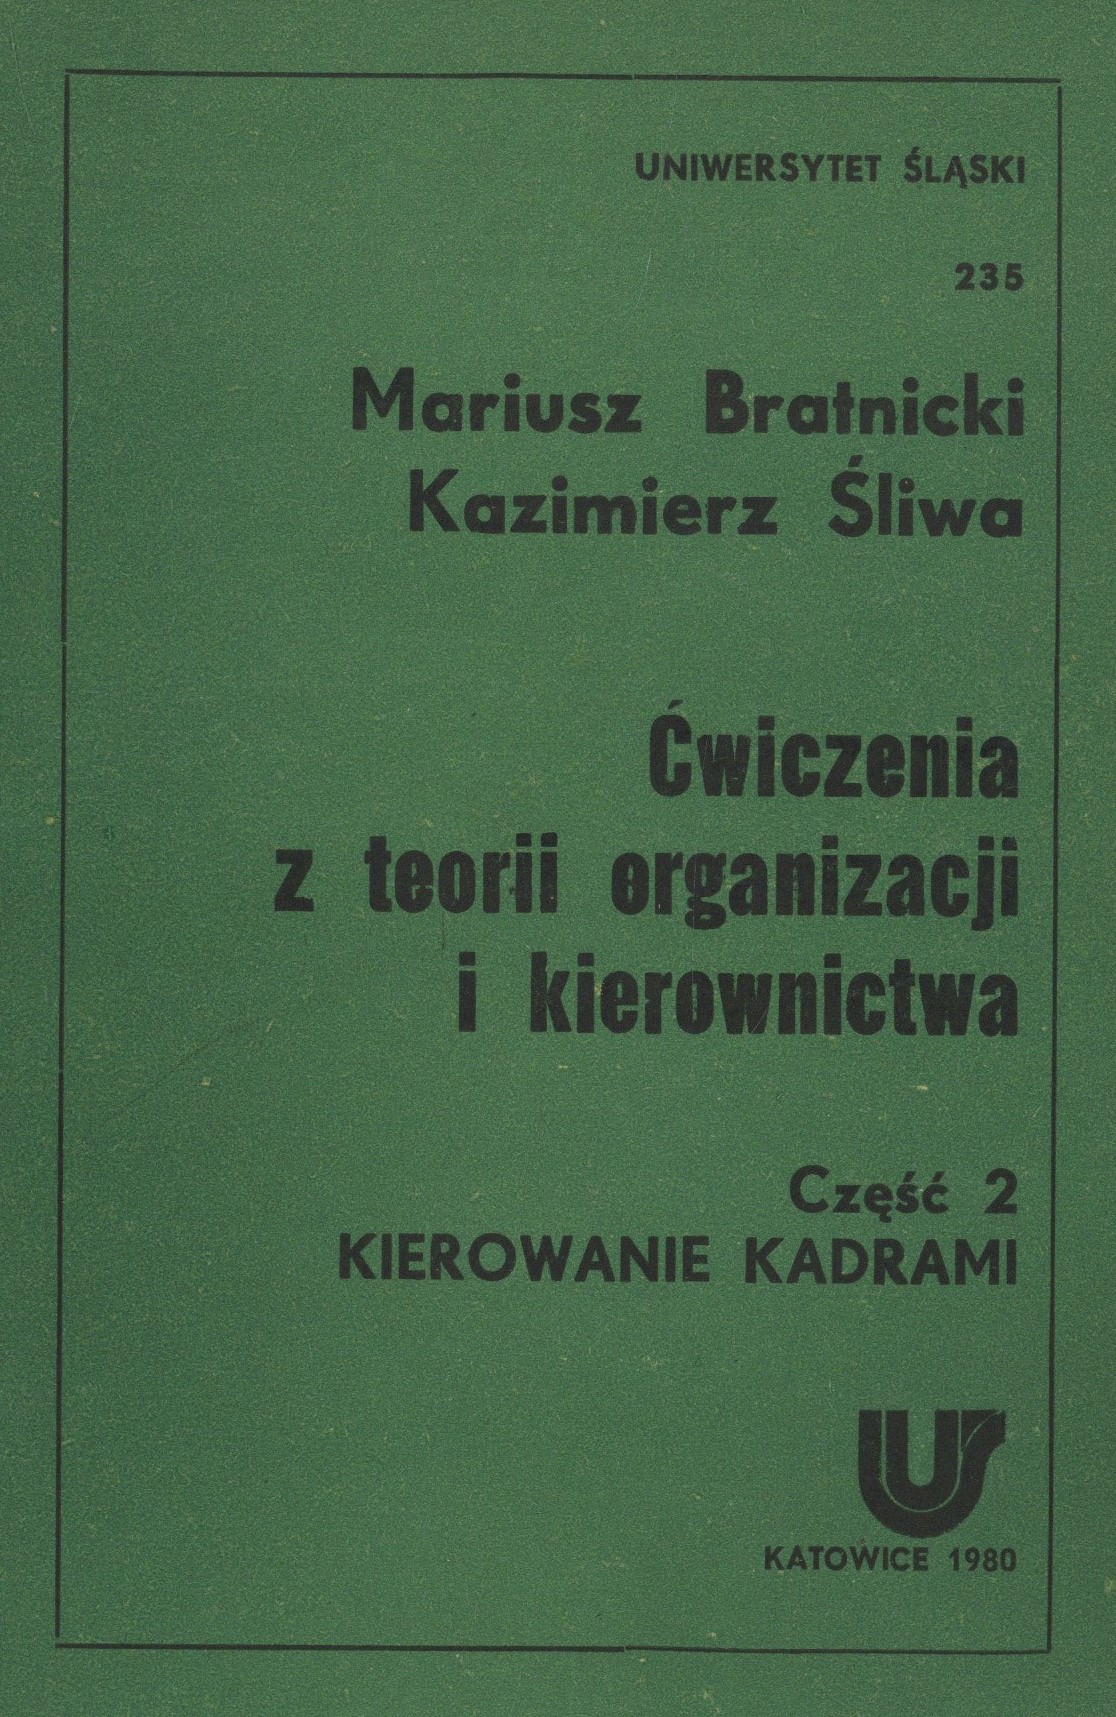 UNIWERSYTET ŚLĄSKI
235
Mariusz Bratnicki
Kazimierz Śliwa
Ćwiczenia
z teorii organizacji
i kierownictwa
Część 2
KIEROWANIE KADRAMI
KATOWICE 1980